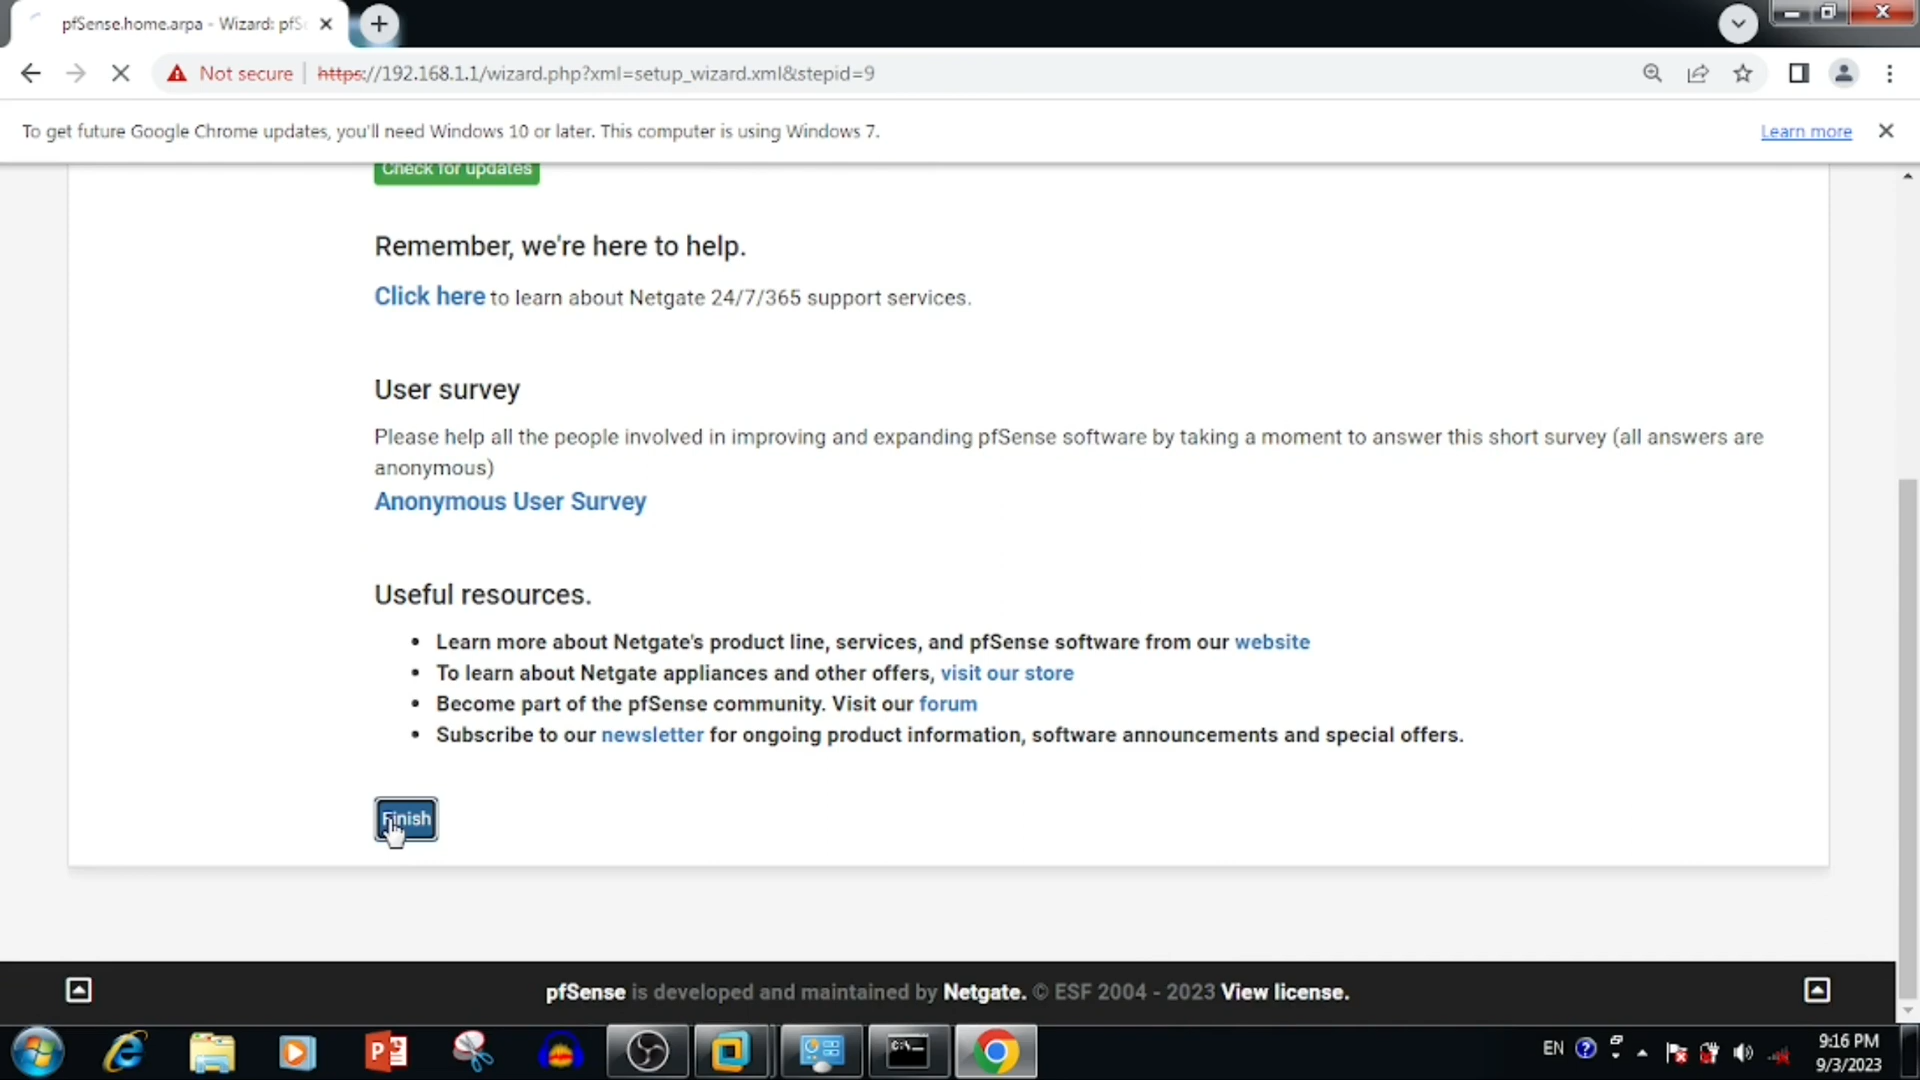 pfSense.home.arpa - Wizard: pfS
Not secure | https://192.168.1.1/wizard.php?xml=setup_wizard.xml&stepid=9
To get future Google Chrome updates, you'll need Windows 10 or later. This computer is using Windows 7.
Learn more
Check for updates
Remember, we're here to help.
Click here to learn about Netgate 24/7/365 support services.
User survey
Please help all the people involved in improving and expanding pfSense software by taking a moment to answer this short survey (all answers are
anonymous)
Anonymous User Survey
Useful resources.
• Learn more about Netgate's product line, services, and pfSense software from our website
• To learn about Netgate appliances and other offers, visit our store
• Become part of the pfSense community. Visit our forum
• Subscribe to our newsletter for ongoing product information, software announcements and special offers.
Finish
pfSense is developed and maintained by Netgate. © ESF 2004 - 2023 View license.
EN
9:16 PM
9/3/2023